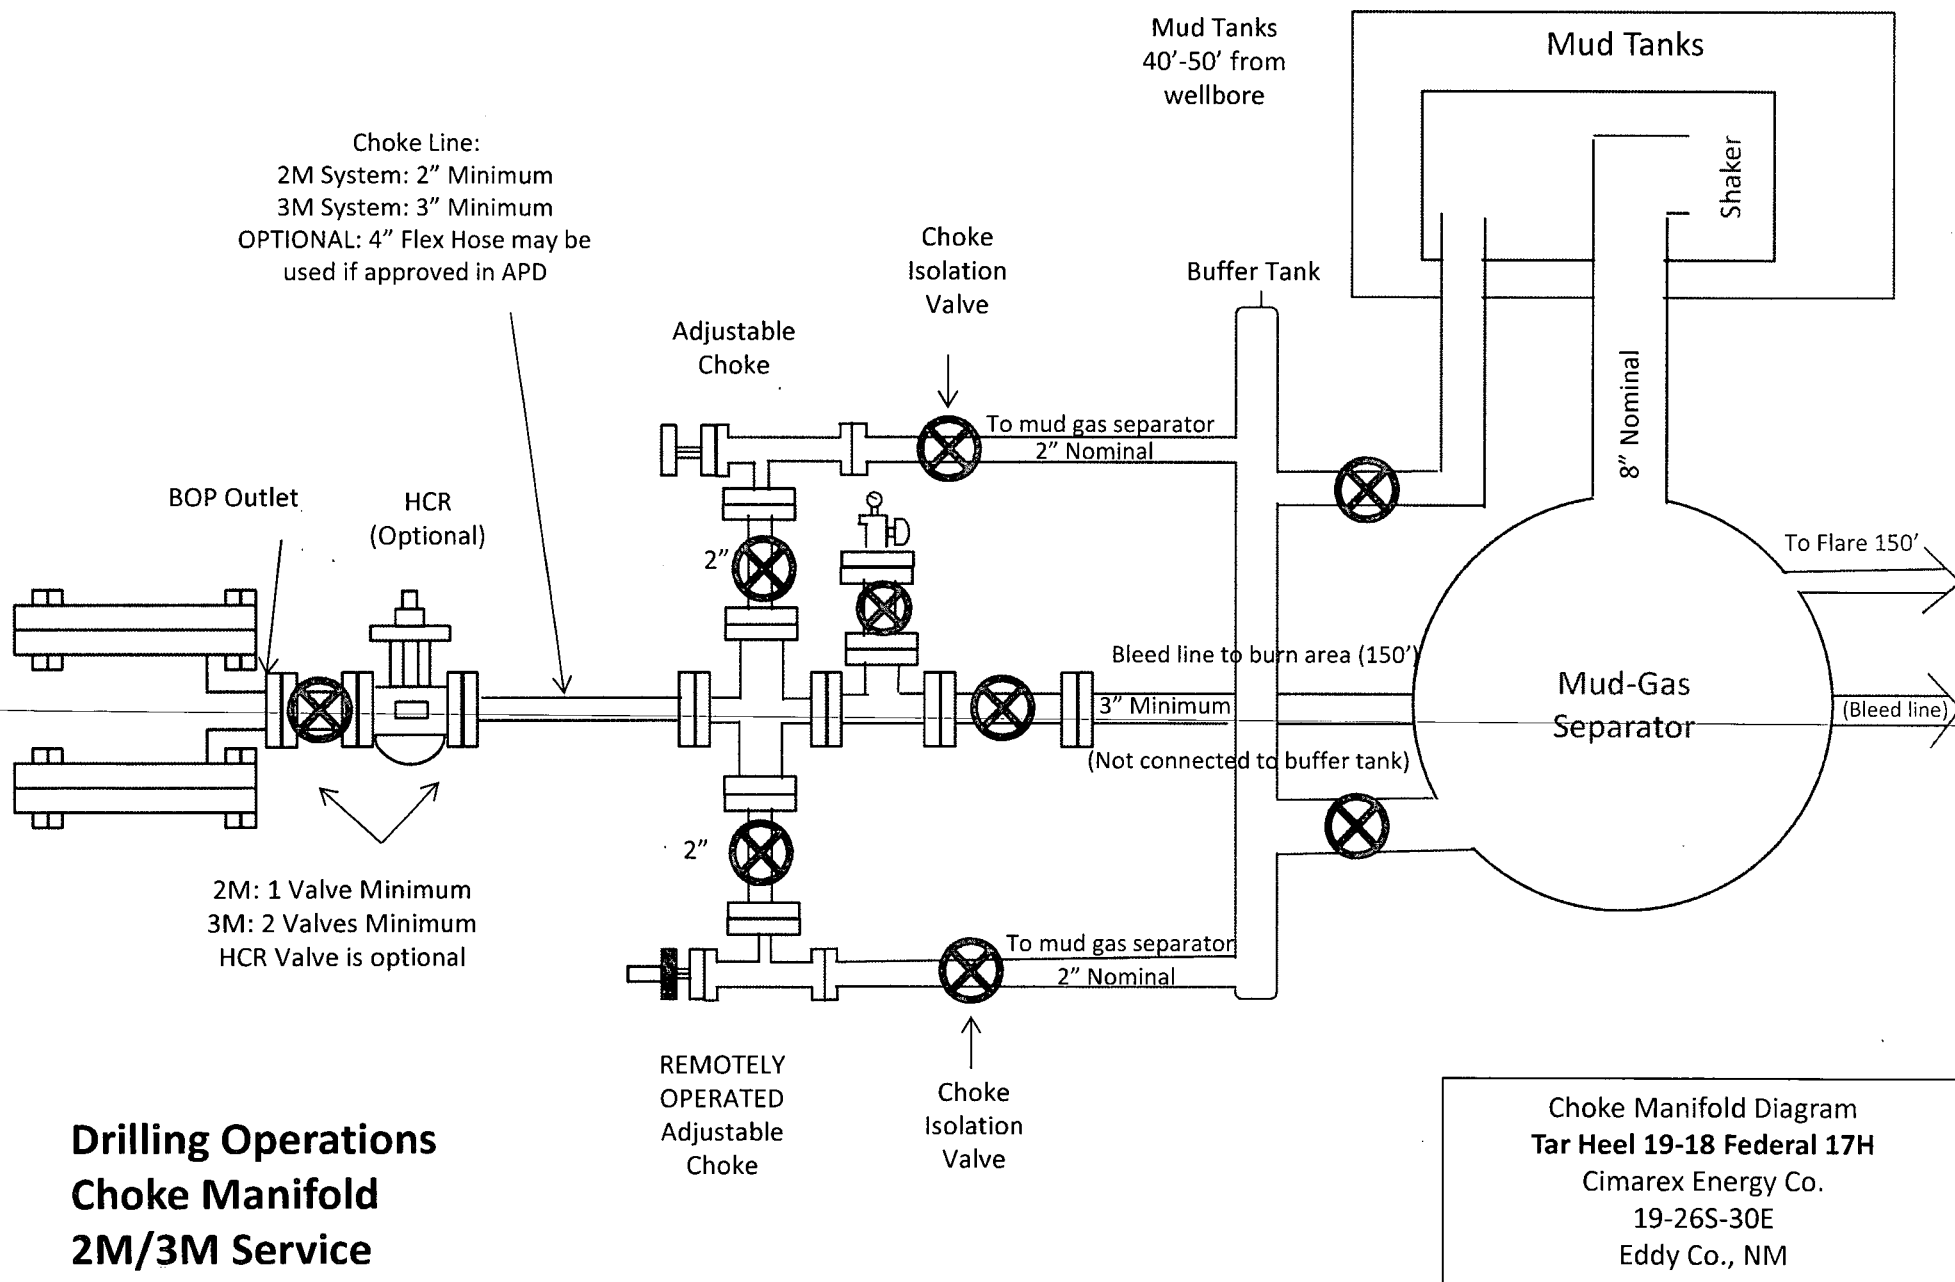 Mud Tanks
40’-50’ from
wellbore
Mud Tanks
Shaker
Choke Line:
2M System: 2” Minimum
3M System: 3” Minimum
OPTIONAL: 4” Flex Hose may be
used if approved in APD
Choke
Isolation
Valve
Buffer Tank
Adjustable
Choke
8” Nominal
To mud gas separator
2” Nominal
BOP Outlet
HCR
(Optional)
2”
To Flare 150’
Bleed line to burn area (150’)
3” Minimum
(Not connected to buffer tank)
Mud-Gas
Separator
(Bleed line)
2”
2M: 1 Valve Minimum
3M: 2 Valves Minimum
HCR Valve is optional
To mud gas separator
2” Nominal
REMOTELY
OPERATED
Adjustable
Choke
Choke
Isolation
Valve
Drilling Operations
Choke Manifold
2M/3M Service
Choke Manifold Diagram
Tar Heel 19-18 Federal 17H
Cimarex Energy Co.
19-26S-30E
Eddy Co., NM